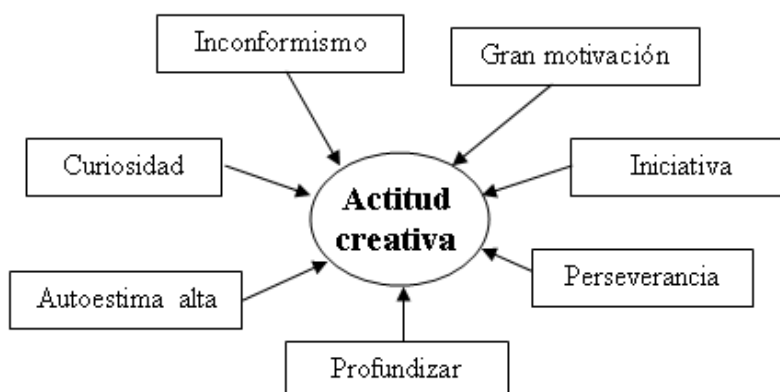 Inconformismo
Gran motivación
Curiosidad
Iniciativa
Actitud
creativa
Autoestima alta
Perseverancia
Profundizar